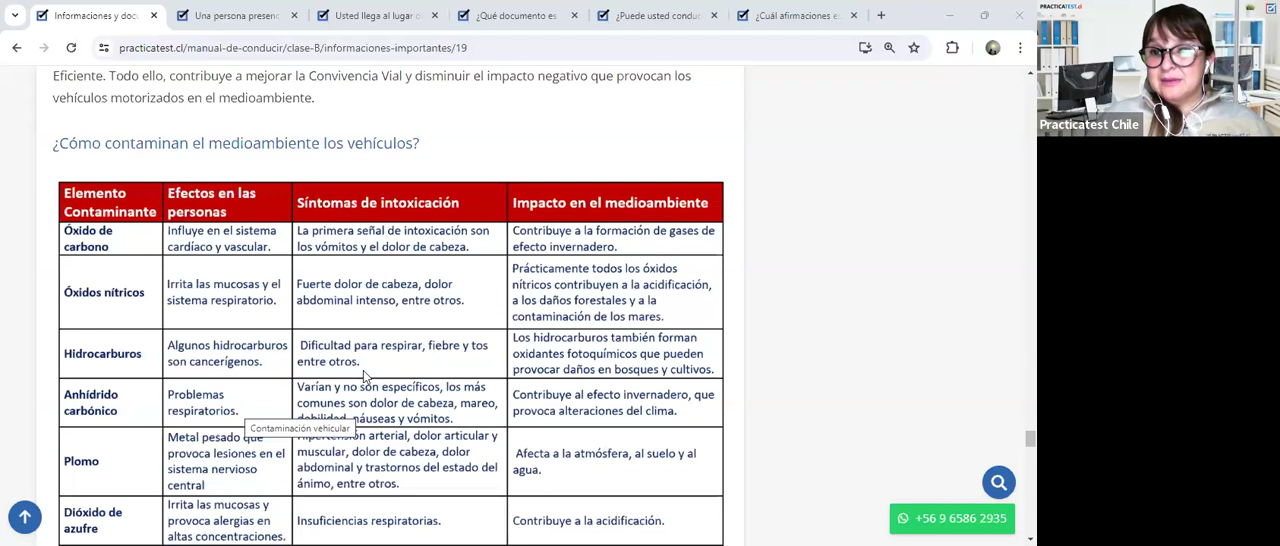 Informaciones y docu
Una persona presenc
Usted llega al lugar d
¿Qué documento es
¿Puede usted conduc
¿Cuál afirmaciones es
practicatest.cl/manual-de-conducir/clase-B/informaciones-importantes/19
PRACTICATEST.cl
Practicatest Chile
Eficiente. Todo ello, contribuye a mejorar la Convivencia Vial y disminuir el impacto negativo que provocan los
vehículos motorizados en el medioambiente.
¿Cómo contaminan el medioambiente los vehículos?
Elemento
Contaminante
Efectos en las
personas
Síntomas de intoxicación
Impacto en el medioambiente
Óxido de
carbono
Influye en el sistema
cardíaco y vascular.
La primera señal de intoxicación son
los vómitos y el dolor de cabeza.
Contribuye a la formación de gases de
efecto invernadero.
Óxidos nítricos
Irrita las mucosas y el
sistema respiratorio.
Fuerte dolor de cabeza, dolor
abdominal intenso, entre otros.
Prácticamente todos los óxidos
nítricos contribuyen a la acidificación,
a los daños forestales y a la
contaminación de los mares.
Hidrocarburos
Algunos hidrocarburos
son cancerígenos.
Dificultad para respirar, fiebre y tos
entre otros.
Los hidrocarburos también forman
oxidantes fotoquímicos que pueden
provocar daños en bosques y cultivos.
Anhídrido
carbónico
Problemas
respiratorios.
Varían y no son específicos, los más
comunes son dolor de cabeza, mareo,
debilidad, náuseas y vómitos.
Contribuye al efecto invernadero, que
provoca alteraciones del clima.
Contaminación vehicular
Plomo
Metal pesado que
provoca lesiones en el
sistema nervioso
central
Hipertensión arterial, dolor articular y
muscular, dolor de cabeza, dolor
abdominal y trastornos del estado del
ánimo, entre otros.
Afecta a la atmósfera, al suelo y al
agua.
Dióxido de
azufre
Irrita las mucosas y
provoca alergias en
altas concentraciones.
Insuficiencias respiratorias.
Contribuye a la acidificación.
+56 9 6586 2935